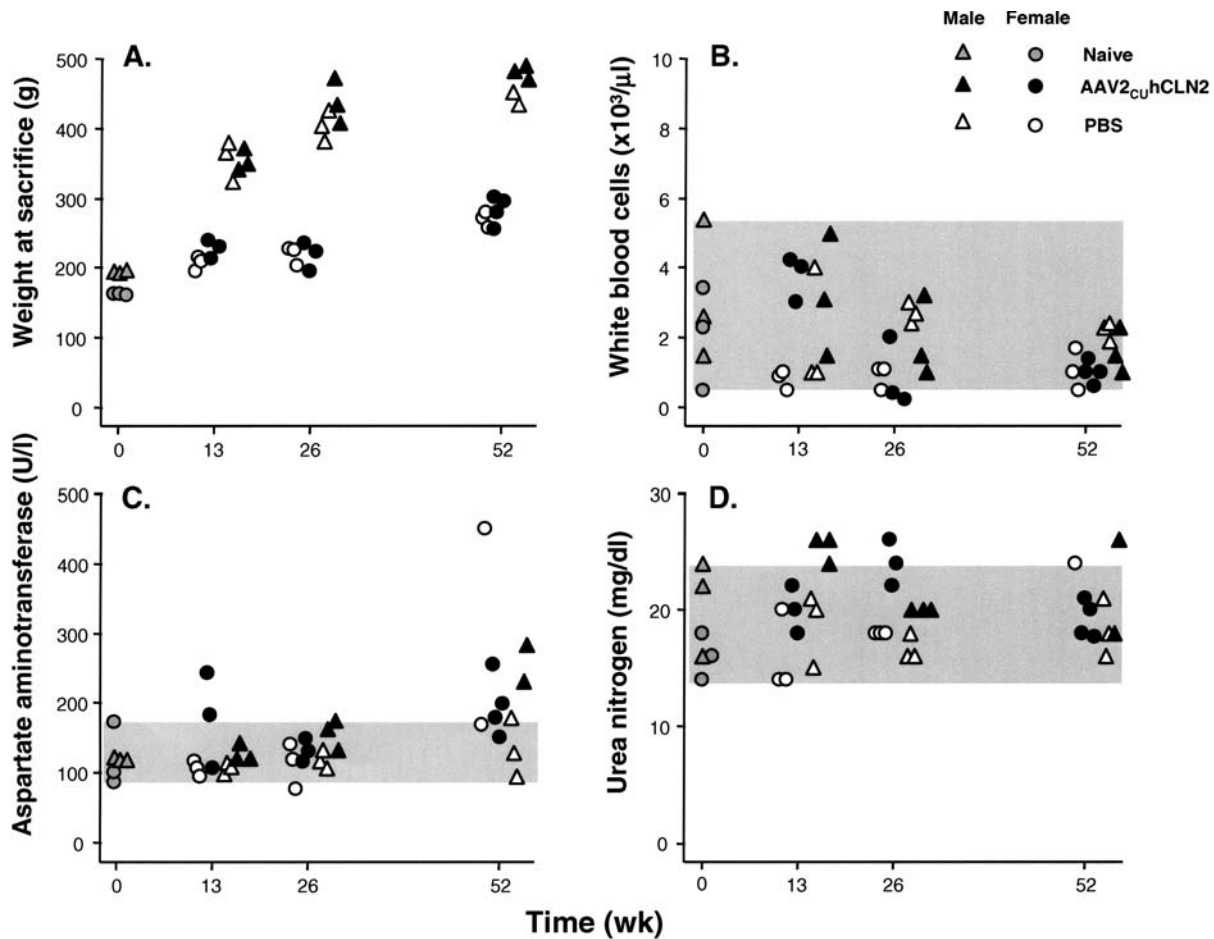 Male Female
Naive
AAV2CUhCLN2
PBS
A.
Weight at sacrifice (g)
500
400
300
200
100
0
0 13 26 52
B.
White blood cells (x10³/µl)
10
8
6
4
2
0
0 13 26 52
C.
Aspartate aminotransferase (U/l)
500
400
300
200
100
0
0 13 26 52
D.
Urea nitrogen (mg/dl)
30
20
10
0
0 13 26 52
Time (wk)